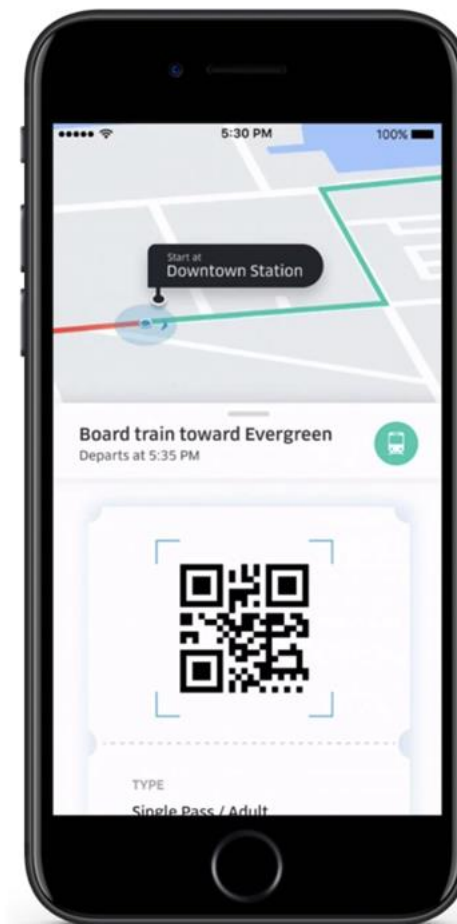 5:30 PM
100%
Start at
Downtown Station
Board train toward Evergreen
Departs at 5:35 PM
TYPE
Single Pass / Adult